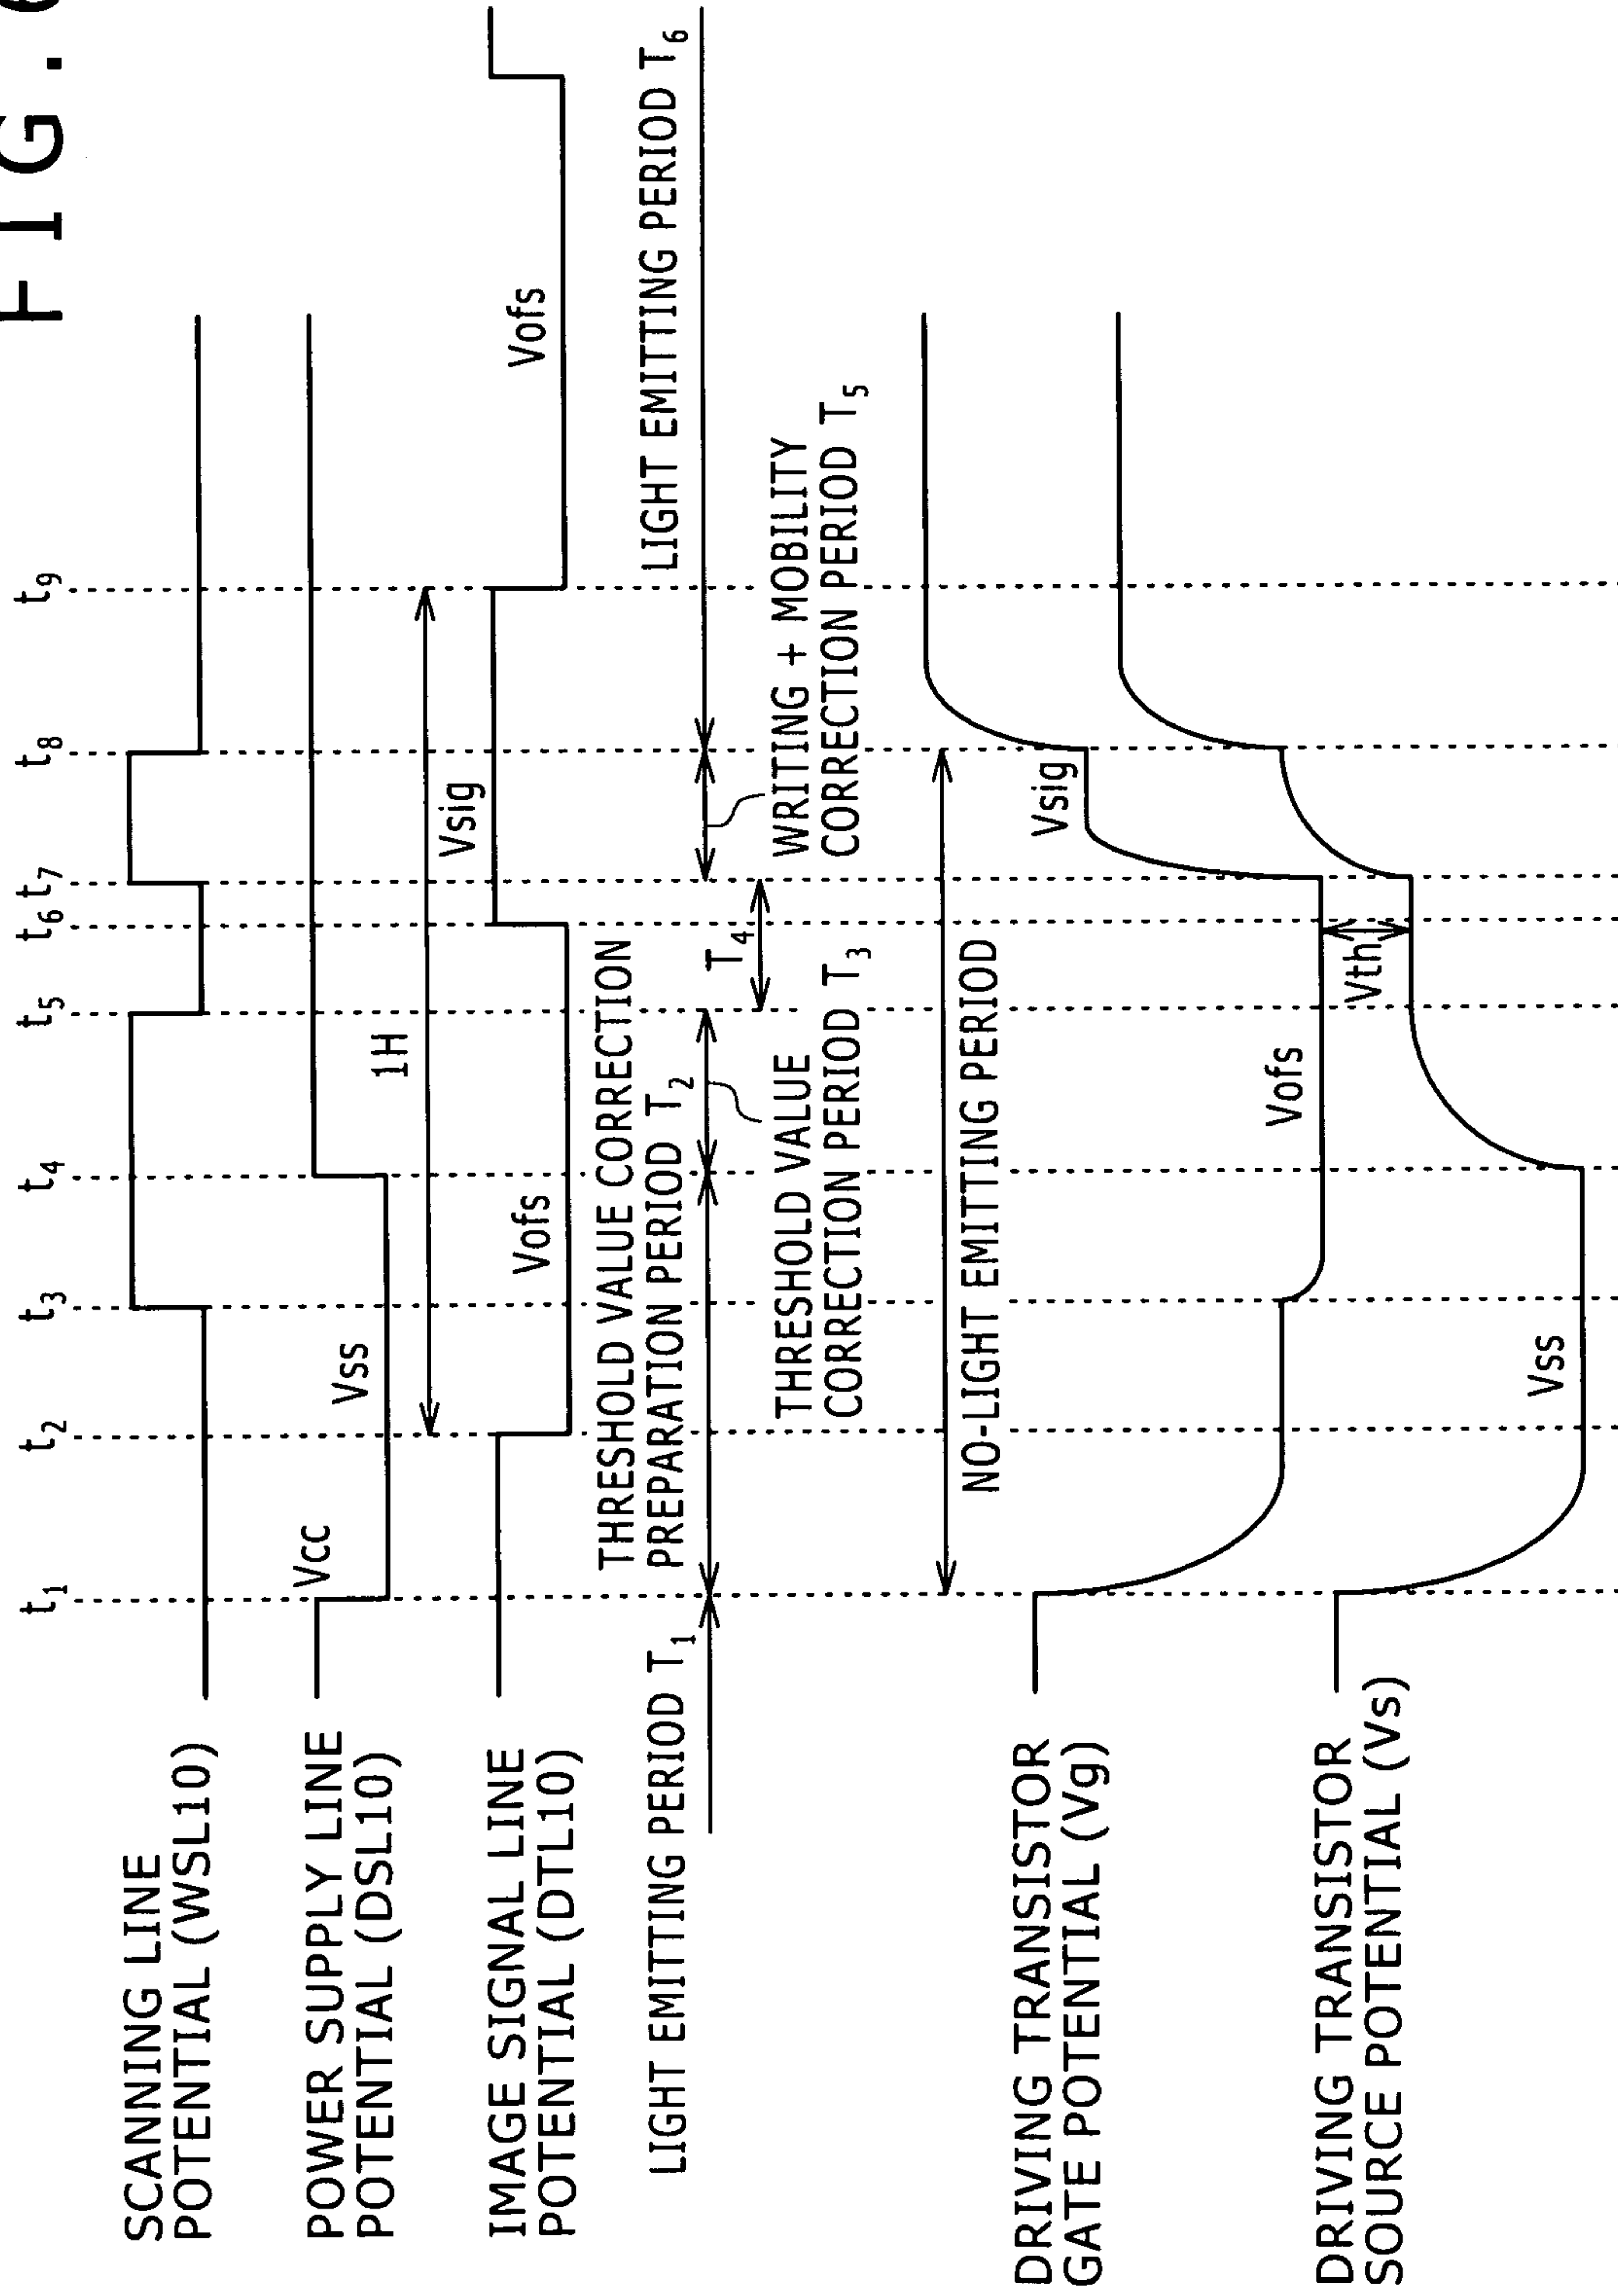 FIG. 6
t1 t2 t3 t4 t5 t6 t7 t8 t9
SCANNING LINE
POTENTIAL (WSL10)
POWER SUPPLY LINE
POTENTIAL (DSL10)
Vcc
Vss
1H
IMAGE SIGNAL LINE
POTENTIAL (DTL10)
Vofs
Vsig
Vofs
THRESHOLD VALUE CORRECTION
PREPARATION PERIOD T2
LIGHT EMITTING PERIOD T1
LIGHT EMITTING PERIOD T6
T4
THRESHOLD VALUE
CORRECTION PERIOD T3
WRITING + MOBILITY
CORRECTION PERIOD T5
NO-LIGHT EMITTING PERIOD
DRIVING TRANSISTOR
GATE POTENTIAL (Vg)
Vofs
Vsig
Vth
DRIVING TRANSISTOR
SOURCE POTENTIAL (Vs)
Vss